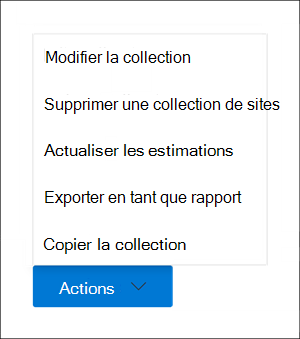 Modifier la collection
Supprimer une collection de sites
Actualiser les estimations
Exporter en tant que rapport
Copier la collection
Actions